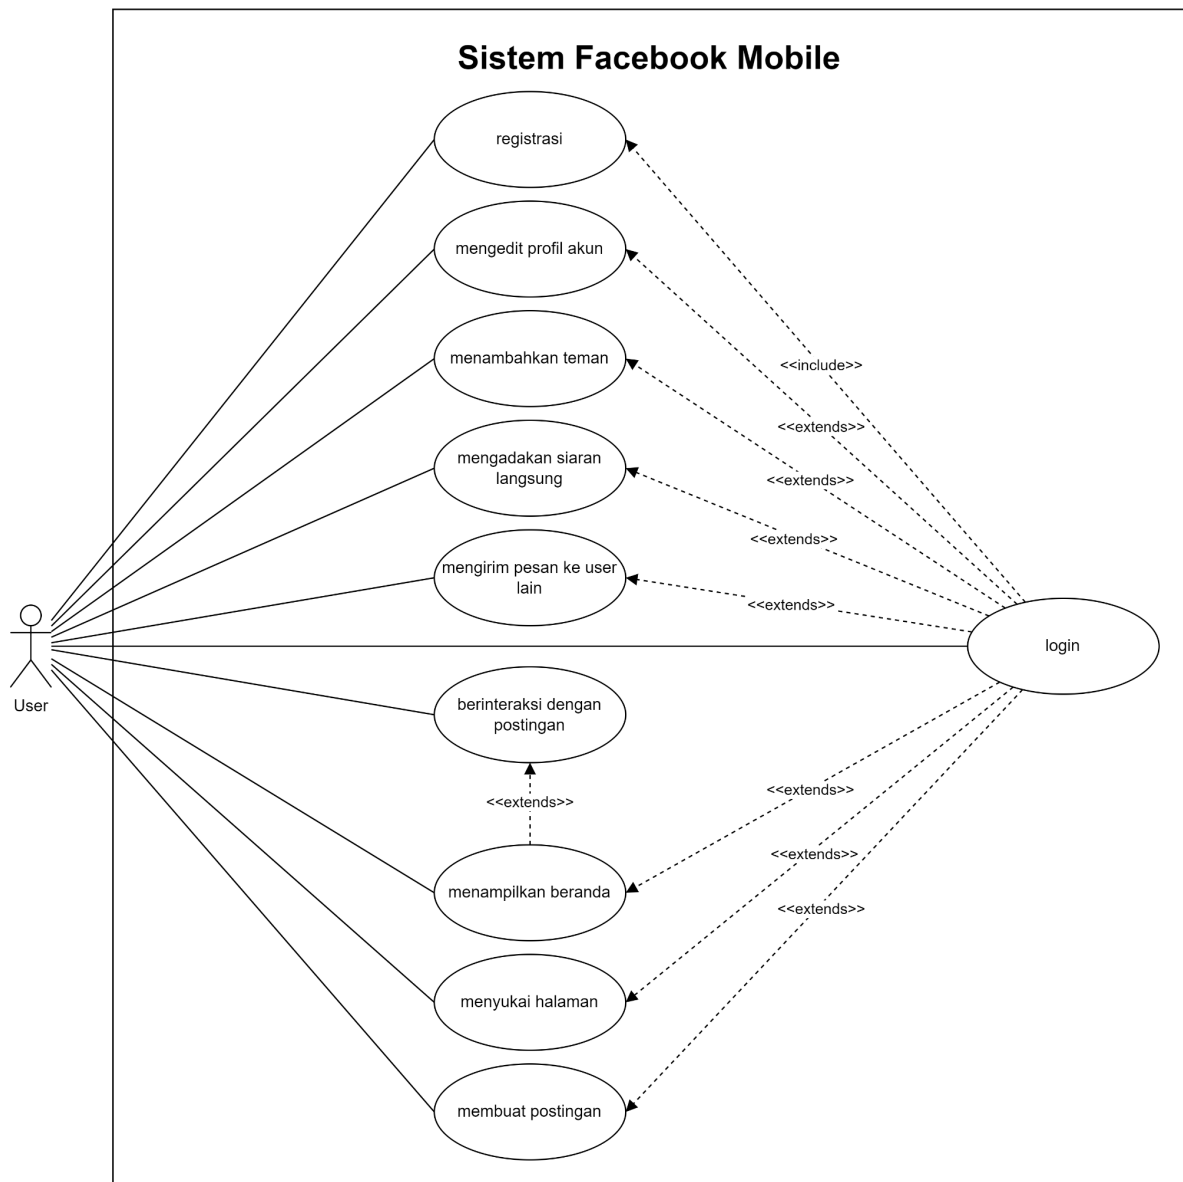 Sistem Facebook Mobile
registrasi
mengedit profil akun
menambahkan teman
<<include>>
<<extends>>
mengadakan siaran
langsung
<<extends>>
<<extends>>
mengirim pesan ke user
lain
<<extends>>
login
User
berinteraksi dengan
postingan
<<extends>>
<<extends>>
<<extends>>
menampilkan beranda
<<extends>>
menyukai halaman
membuat postingan